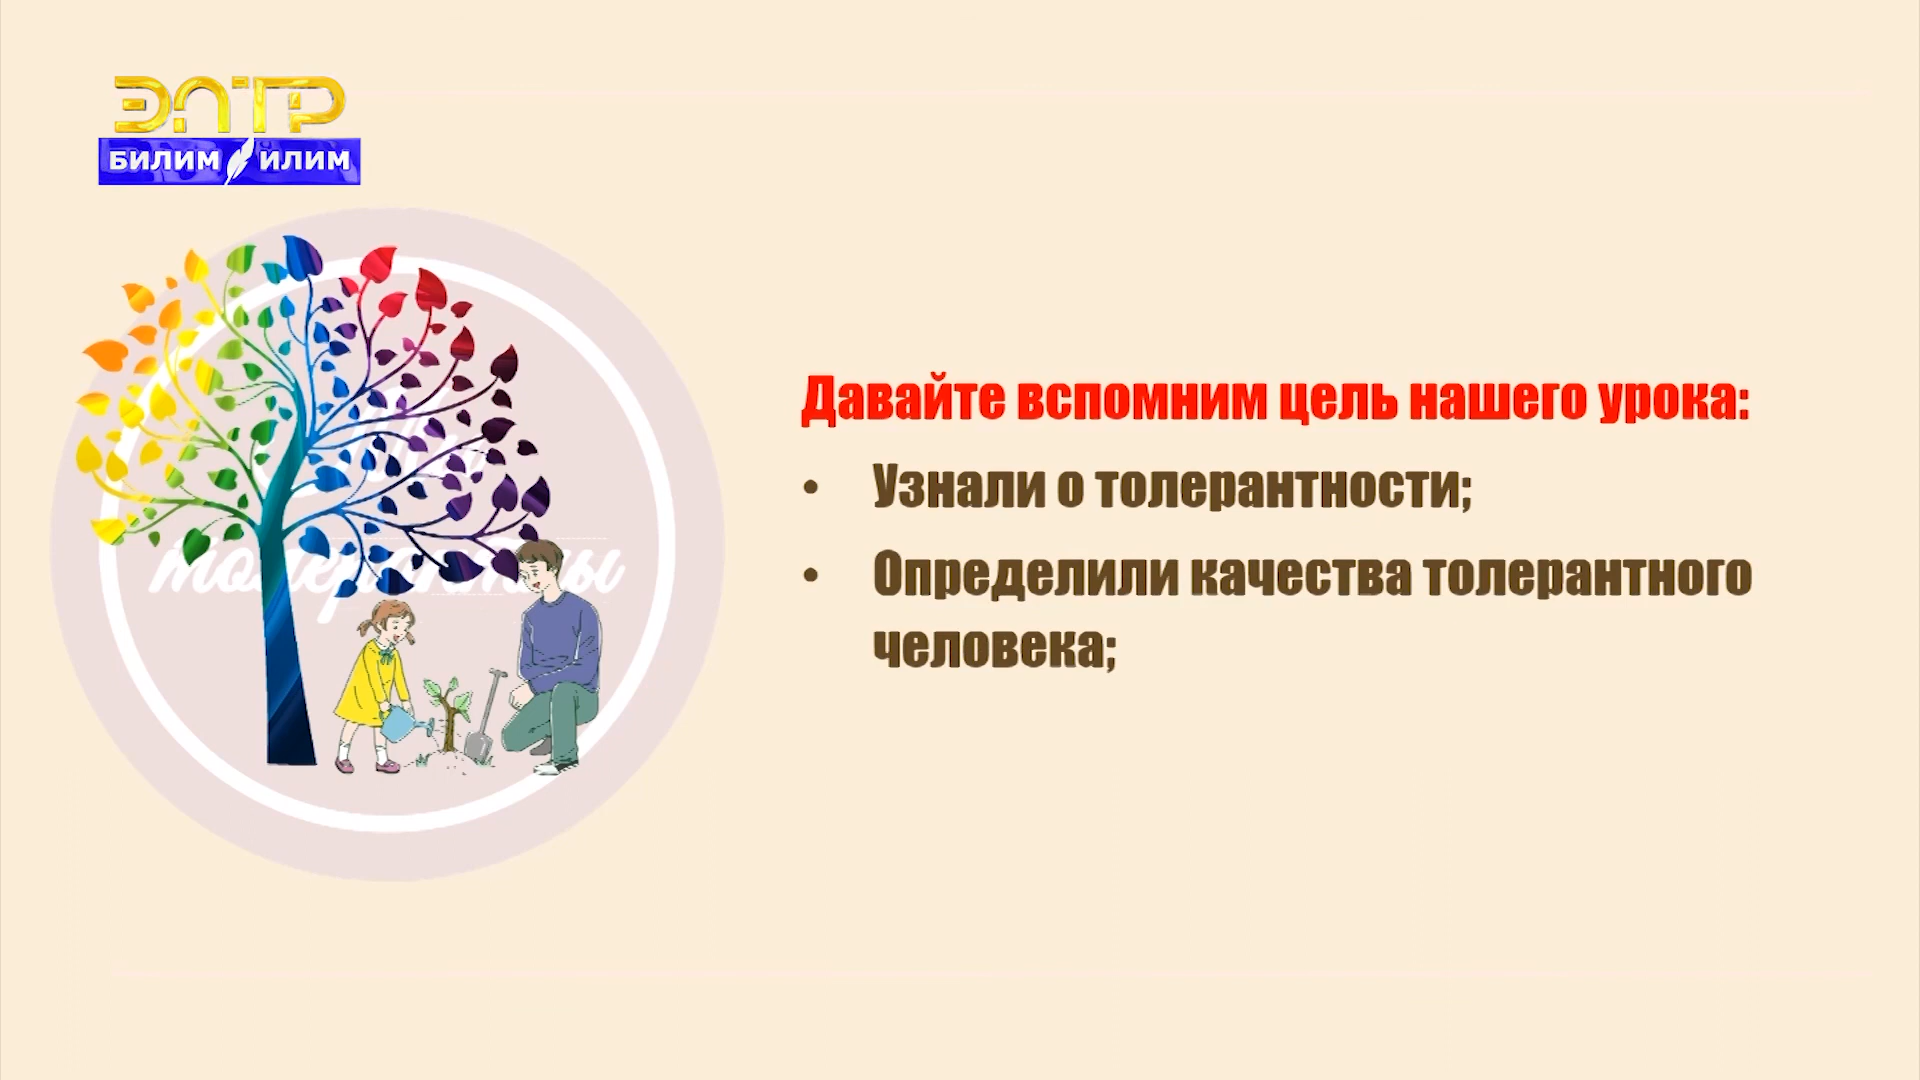 ЭЛТР
БИЛИМ ИЛИМ
Давайте вспомним цель нашего урока:
• Узнали о толерантности;
• Определили качества толерантного
человека;